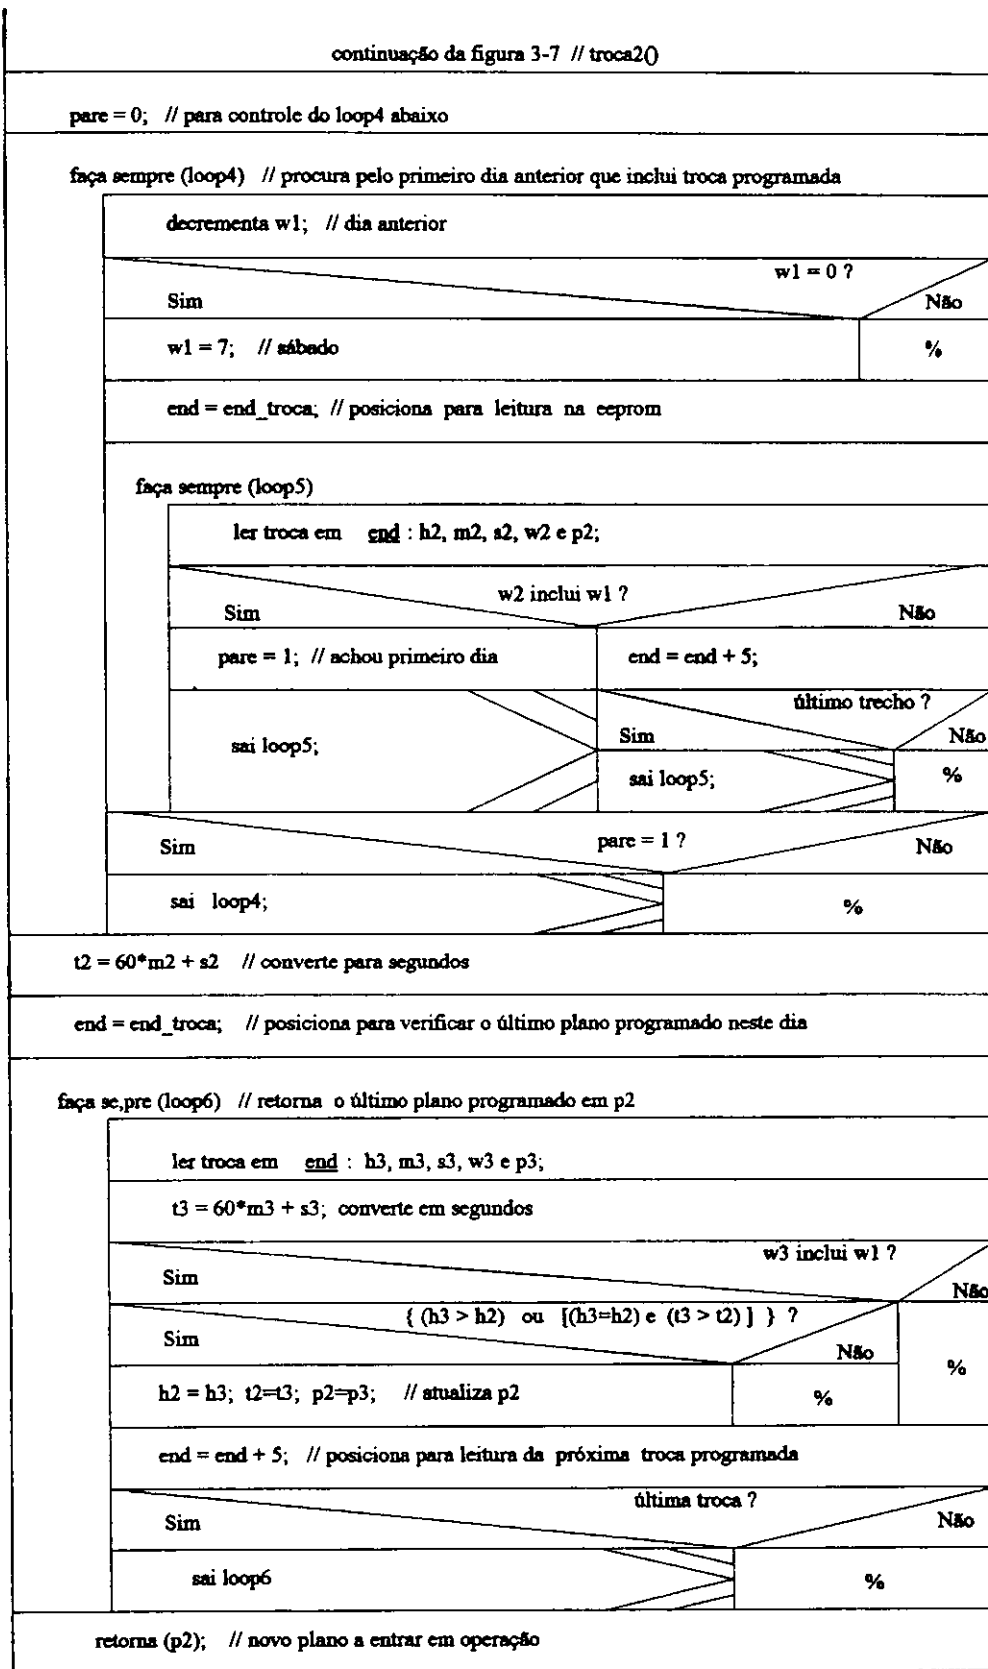 continuação da figura 3-7 // troca2()
pare = 0; // para controle do loop4 abaixo
faça sempre (loop4) // procura pelo primeiro dia anterior que inclui troca programada
decrementa w1; // dia anterior
w1 = 0 ?
Sim Não
w1 = 7; // sábado %
end = end_troca; // posiciona para leitura na eeprom
faça sempre (loop5)
ler troca em end : h2, m2, s2, w2 e p2;
w2 inclui w1 ?
Sim Não
pare = 1; // achou primeiro dia end = end + 5;
último trecho ?
Sim Não
sai loop5;
sai loop5; %
pare = 1 ?
Sim Não
sai loop4; %
t2 = 60*m2 + s2 // converte para segundos
end = end_troca; // posiciona para verificar o último plano programado neste dia
faça se,pre (loop6) // retorna o último plano programado em p2
ler troca em end : h3, m3, s3, w3 e p3;
t3 = 60*m3 + s3; converte em segundos
w3 inclui w1 ?
Sim Não
{ (h3 > h2) ou [(h3=h2) e (t3 > t2) ] } ?
Sim Não
%
h2 = h3; t2=t3; p2=p3; // atualiza p2 %
end = end + 5; // posiciona para leitura da próxima troca programada
última troca ?
Sim Não
sai loop6 %
retorna (p2); // novo plano a entrar em operação